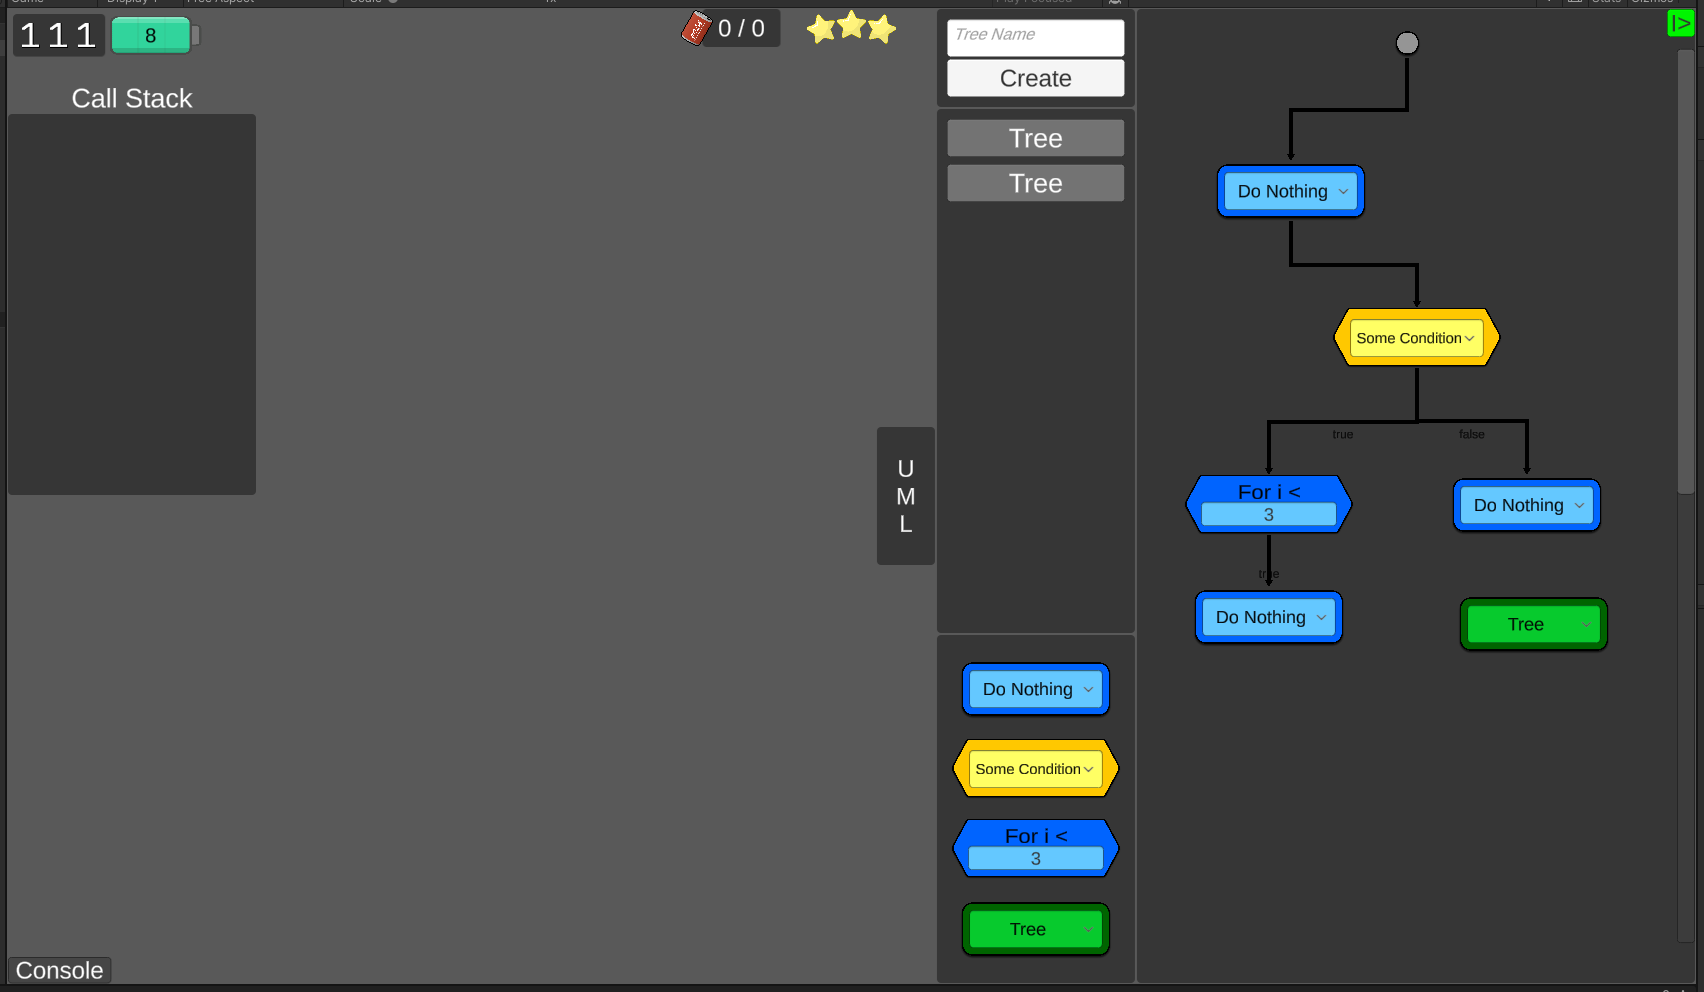 111
8
0 / 0
Call Stack
Console
U
M
L
Tree Name
Create
Tree
Tree
Do Nothing
Some Condition
For i <
3
Tree
|>
Do Nothing
Some Condition
true
false
For i <
3
Do Nothing
true
Do Nothing
Tree